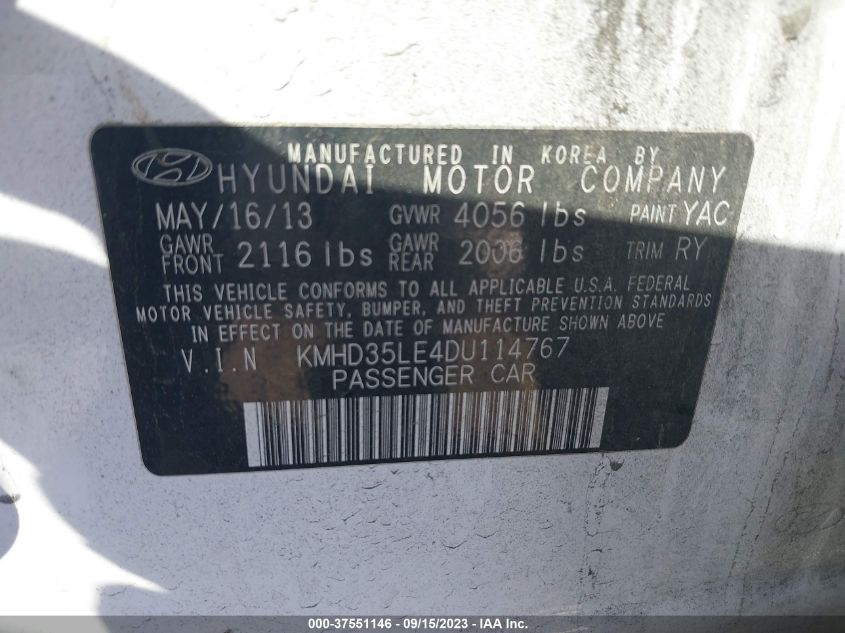 MANUFACTURED IN KOREA BY
HYUNDAI MOTOR COMPANY
MAY/16/13 GVWR 4056 lbs PAINT YAC
GAWR FRONT 2116 lbs GAWR REAR 2006 lbs TRIM RY
THIS VEHICLE CONFORMS TO ALL APPLICABLE U.S.A. FEDERAL
MOTOR VEHICLE SAFETY, BUMPER, AND THEFT PREVENTION STANDARDS
IN EFFECT ON THE DATE OF MANUFACTURE SHOWN ABOVE
V.I.N KMHD35LE4DU114767
PASSENGER CAR
000-37551146 - 09/15/2023 - IAAI.COM